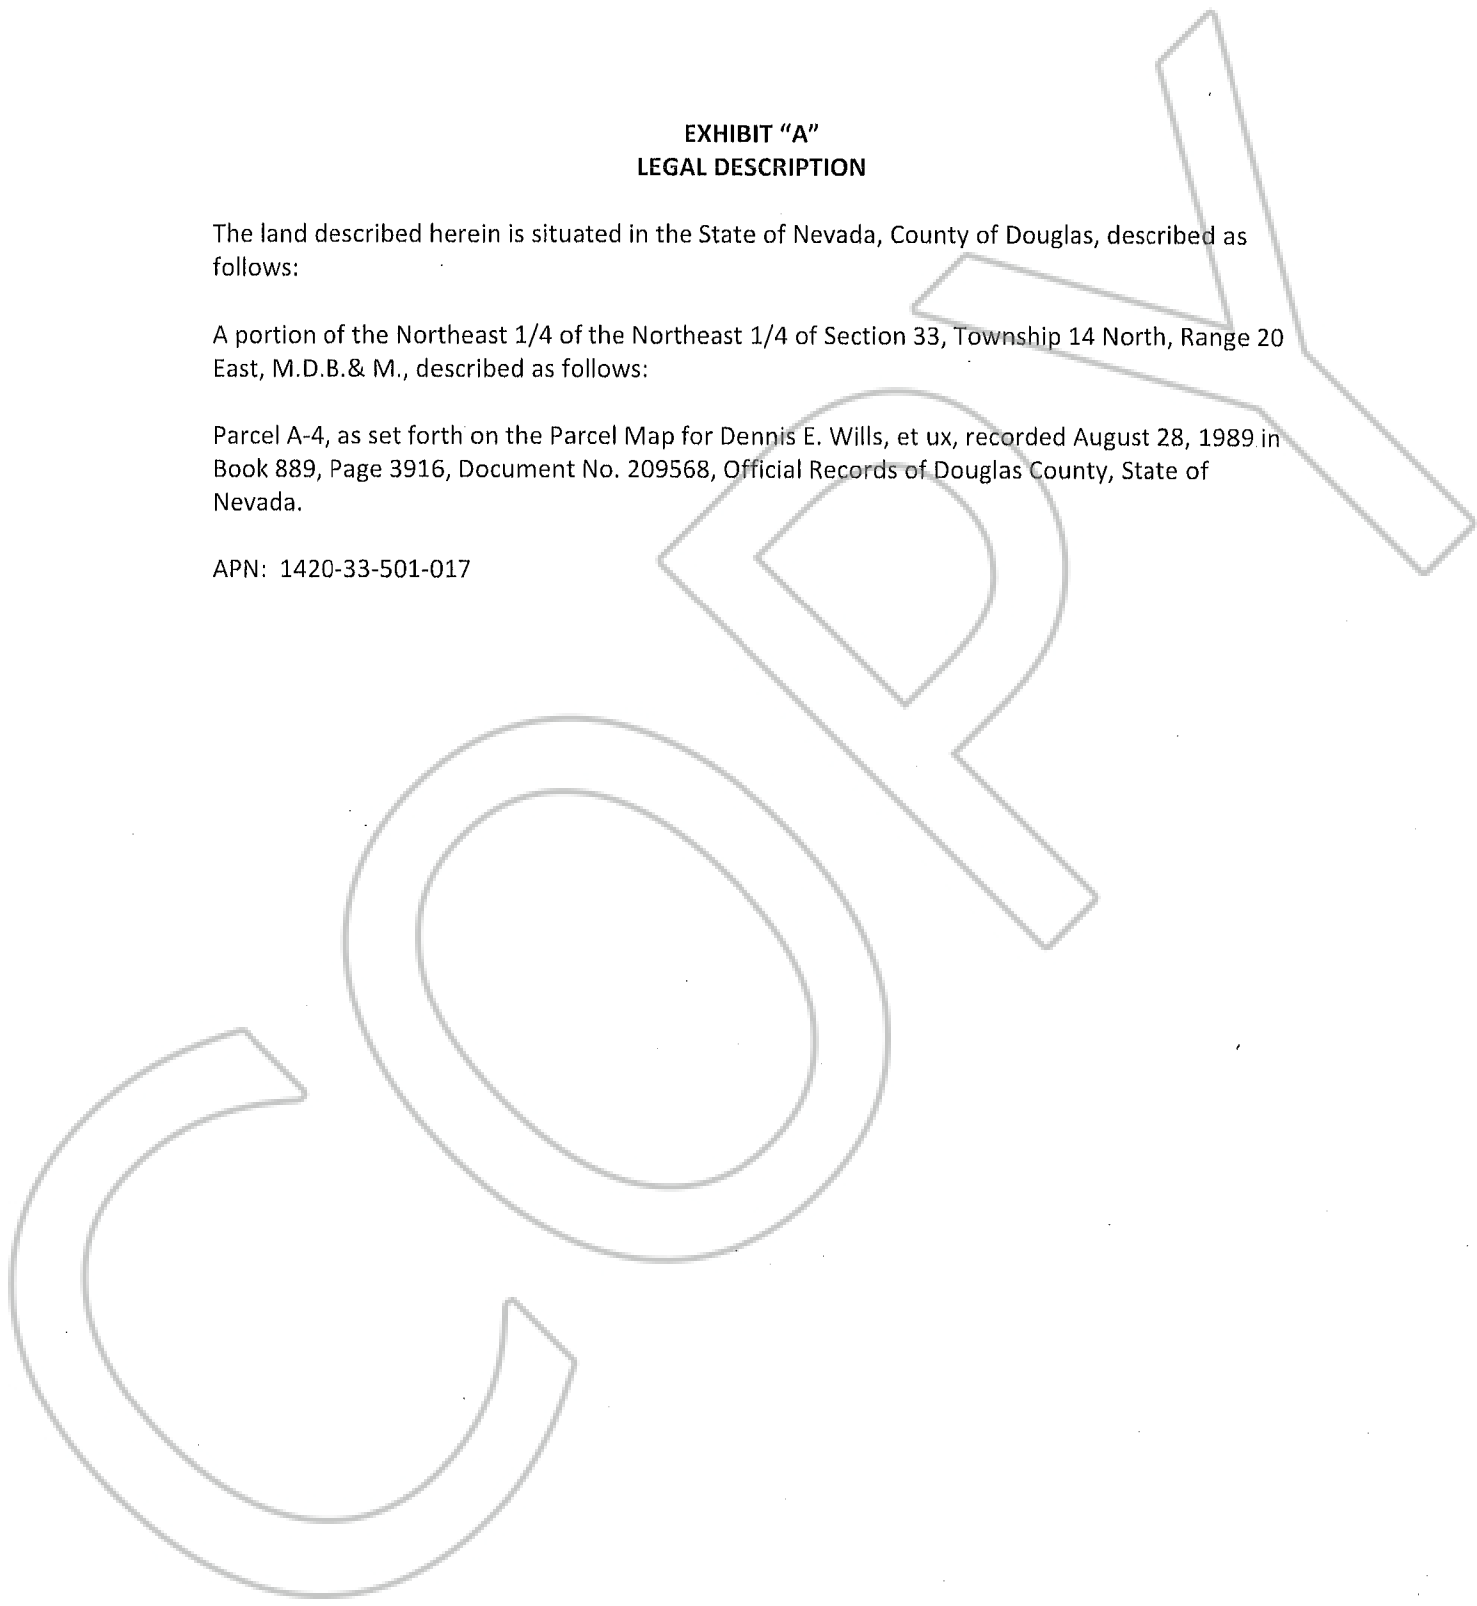 EXHIBIT “A”
LEGAL DESCRIPTION
The land described herein is situated in the State of Nevada, County of Douglas, described as
follows:
A portion of the Northeast 1/4 of the Northeast 1/4 of Section 33, Township 14 North, Range 20
East, M.D.B.& M., described as follows:
Parcel A-4, as set forth on the Parcel Map for Dennis E. Wills, et ux, recorded August 28, 1989 in
Book 889, Page 3916, Document No. 209568, Official Records of Douglas County, State of
Nevada.
APN:  1420-33-501-017
COPY